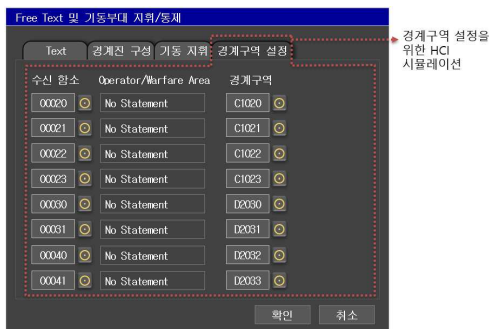 Free Text 및 기동부대 지휘/통제
Text 경계진 구성 기동 지휘 경계구역 설정
수신 함소 Operator/Warfare Area 경계구역
00020 No Statement C1020
00021 No Statement C1021
00022 No Statement C1022
00023 No Statement C1023
00030 No Statement D2030
00031 No Statement D2031
00040 No Statement D2032
00041 No Statement D2033
확인 취소
경계구역 설정을
위한 HCI
시뮬레이션